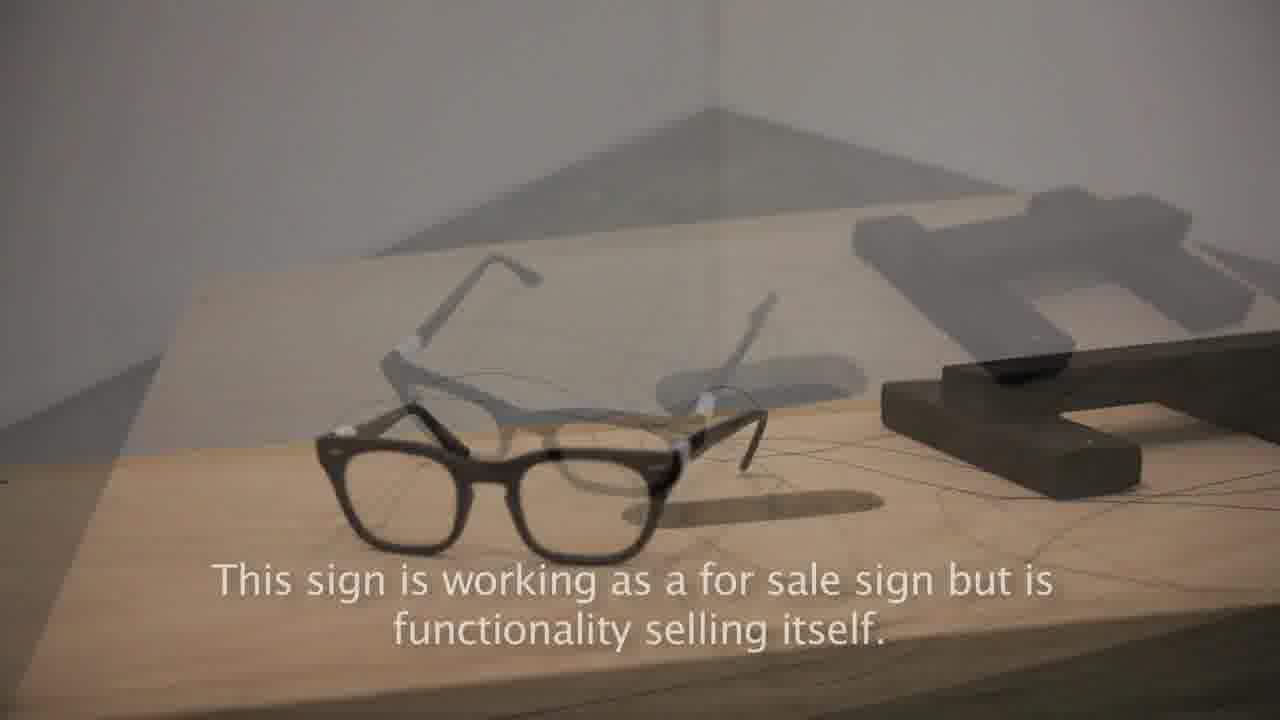 This sign is working as a for sale sign but is
functionality selling itself.